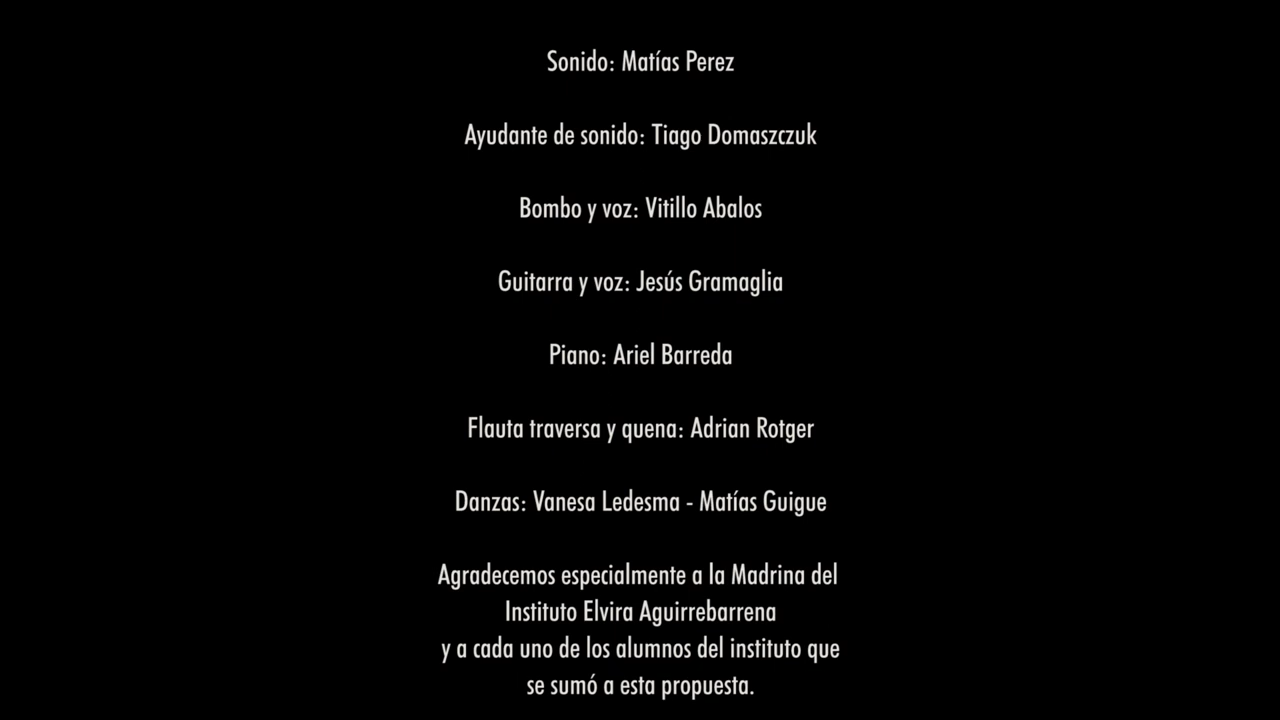 Sonido: Matías Perez
Ayudante de sonido: Tiago Domaszczuk
Bombo y voz: Vitillo Abalos
Guitarra y voz: Jesús Gramaglia
Piano: Ariel Barreda
Flauta traversa y quena: Adrian Rotger
Danzas: Vanesa Ledesma - Matías Guigue
Agradecemos especialmente a la Madrina del
Instituto Elvira Aguirrebarrena
y a cada uno de los alumnos del instituto que
se sumó a esta propuesta.